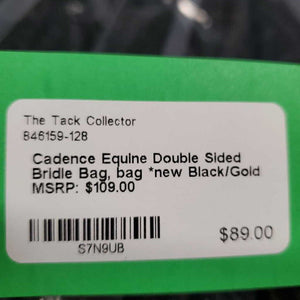 The Tack Collector
846159-128
Cadence Equine Double Sided
Bridle Bag, bag *new Black/Gold
MSRP: $109.00
$89.00
S7N9UB